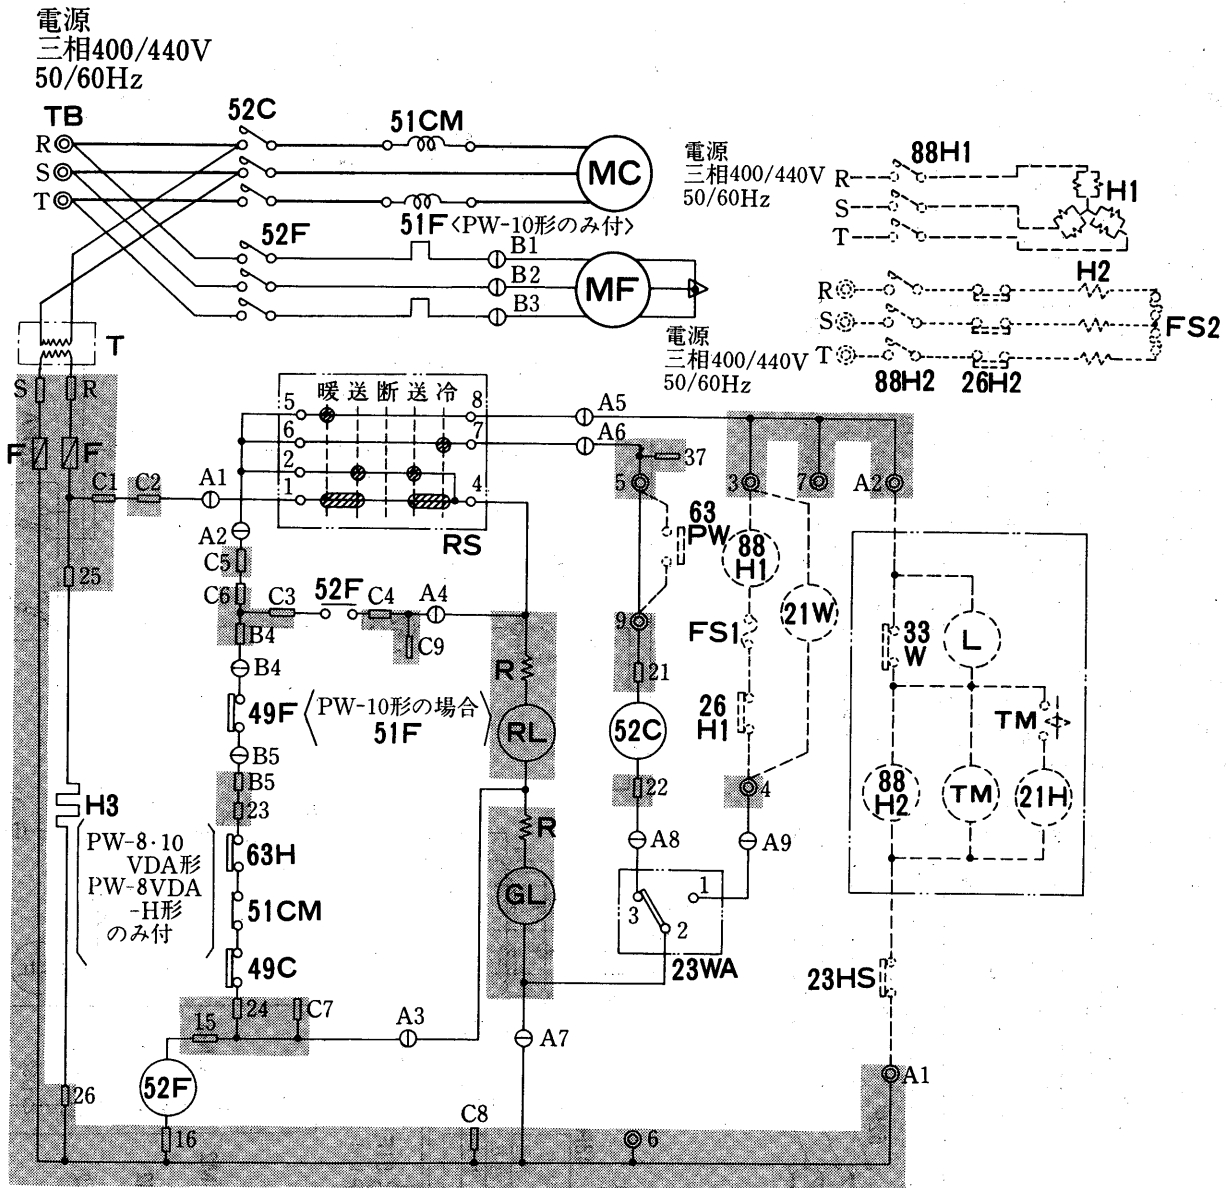 電源
三相400/440V
50/60Hz
TB
52C
51CM
R
S
T
MC
51F〈PW-10形のみ付〉
52F
B1
B2
B3
MF
電源
三相400/440V
50/60Hz
R
S
T
88H1
H1
H2
R
S
T
FS2
88H2
26H2
電源
三相400/440V
50/60Hz
T
S
R
F
F
暖 送 断 送 冷
5
8
6
7
2
1
4
RS
A5
A6
37
5
3
7
A2
C1
C2
A1
A2
25
C5
C6
C3
52F
C4
A4
C9
B4
B4
49F
〈PW-10形の場合
51F〉
B5
B5
23
63H
51CM
49C
24
C7
15
A3
52F
16
H3
PW-8·10
VDA形
PW-8VDA
-H形
のみ付
26
R
RL
R
GL
A7
C8
6
63
PW
9
21
52C
22
A8
88
H1
FS1
26
H1
21W
4
A9
3
1
2
23WA
33
W
L
TM
88
H2
TM
21H
23HS
A1